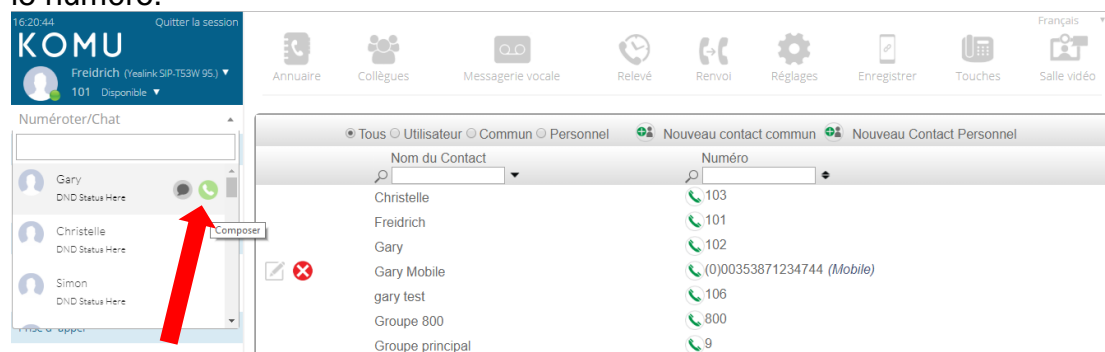 le numéro.
16:20:44 Quitter la session
KOMU
Freidrich (Yealink SIP-T53W 95.)
101 Disponible
Français
Annuaire Collègues Messagerie vocale Relevé Renvoi Réglages Enregistrer Touches Salle vidéo
Numéroter/Chat
Gary
DND Status Here
Composer
Christelle
DND Status Here
Simon
DND Status Here
Tous Utilisateur Commun Personnel Nouveau contact commun Nouveau Contact Personnel
Nom du Contact Numéro
Christelle 103
Freidrich 101
Gary 102
Gary Mobile (0)00353871234744 (Mobile)
gary test 106
Groupe 800 800
Groupe principal 9